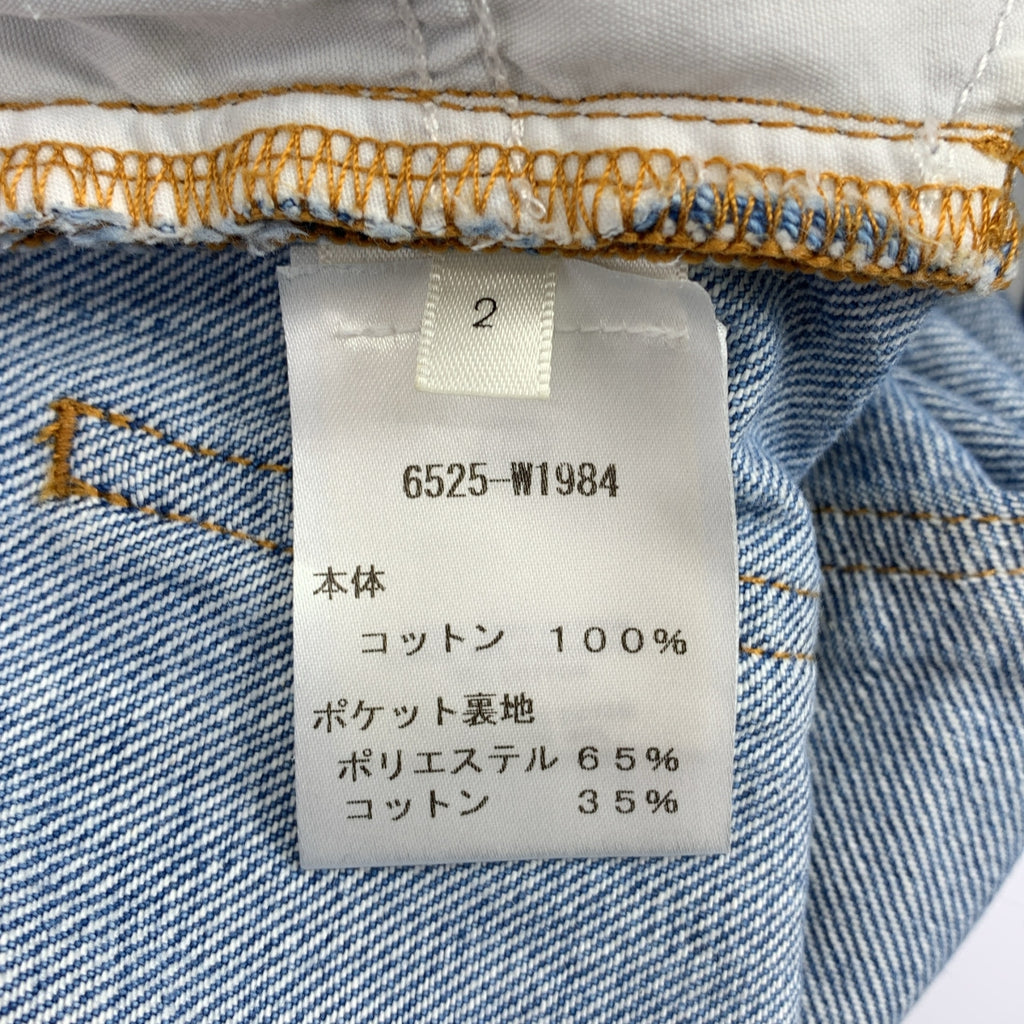 2
6525-W1984
本体
コットン １００％
ポケット裏地
ポリエステル ６５％
コットン ３５％